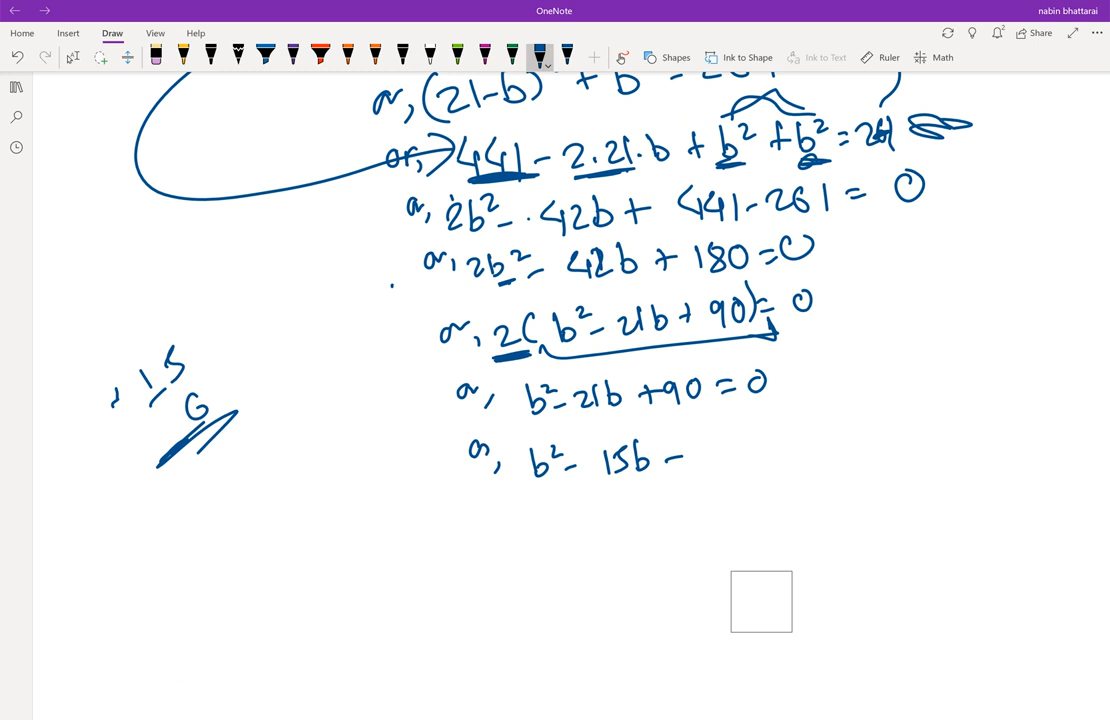 OneNote
nabin bhattarai
Home Insert Draw View Help
Share
Shapes Ink to Shape Ink to Text Ruler Math
or, (21-b)² + b
or, 441 - 2.21.b + b² + b² = 261
or, 2b² - 42b + 441 - 261 = 0
or, 2b² - 42b + 180 = 0
or, 2(b² - 21b + 90) = 0
or, b² - 21b + 90 = 0
or, b² - 15b -
15
6